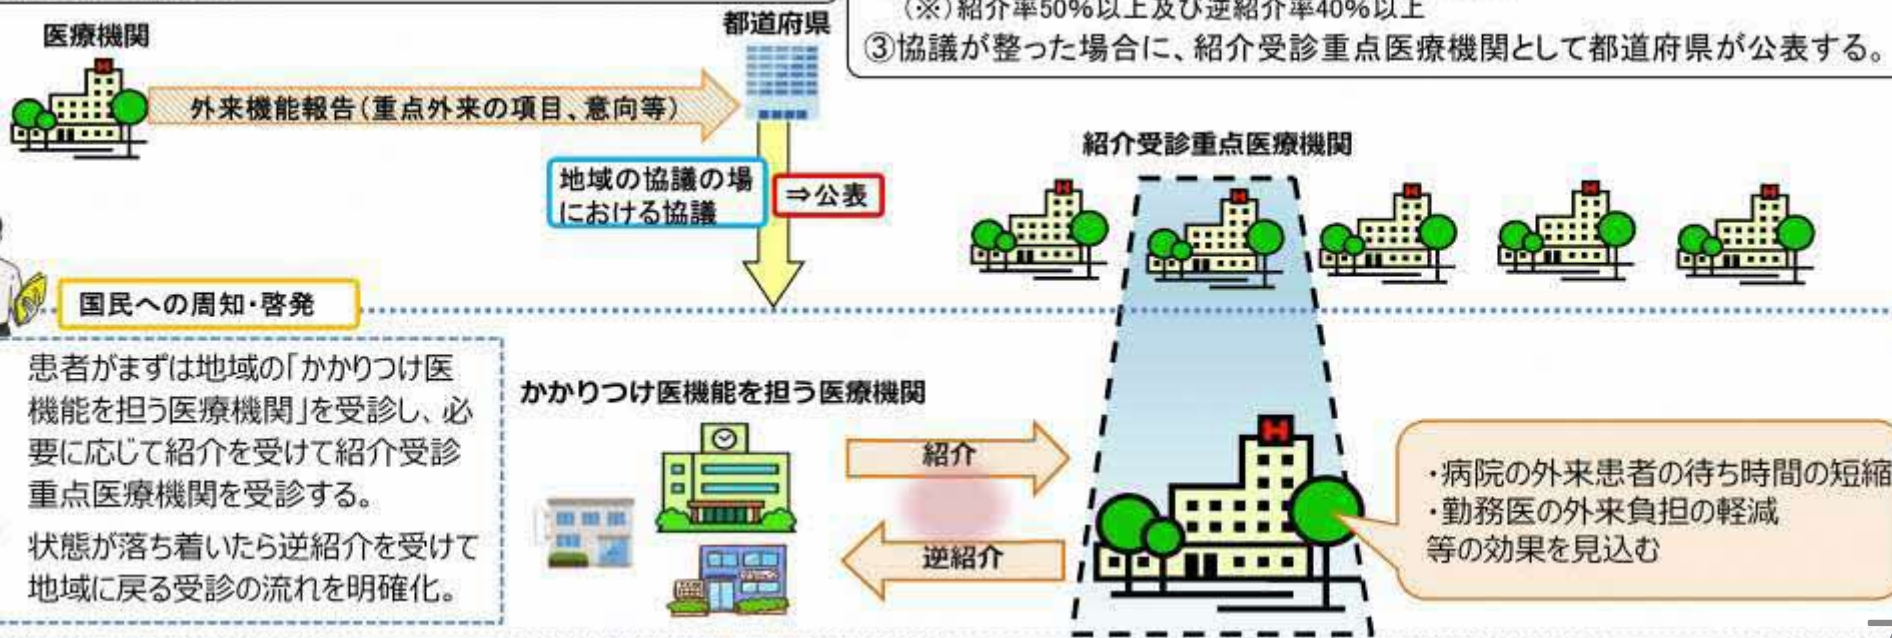 (※)紹介率50%以上及び逆紹介率40%以上
③協議が整った場合に、紹介受診重点医療機関として都道府県が公表する。
医療機関
都道府県
外来機能報告(重点外来の項目、意向等)
地域の協議の場
における協議
⇒公表
紹介受診重点医療機関
H
H
H
H
H
H
国民への周知・啓発
患者がまずは地域の「かかりつけ医
機能を担う医療機関」を受診し、必
要に応じて紹介を受けて紹介受診
重点医療機関を受診する。
状態が落ち着いたら逆紹介を受けて
地域に戻る受診の流れを明確化。
かかりつけ医機能を担う医療機関
紹介
逆紹介
H
・病院の外来患者の待ち時間の短縮
・勤務医の外来負担の軽減
等の効果を見込む